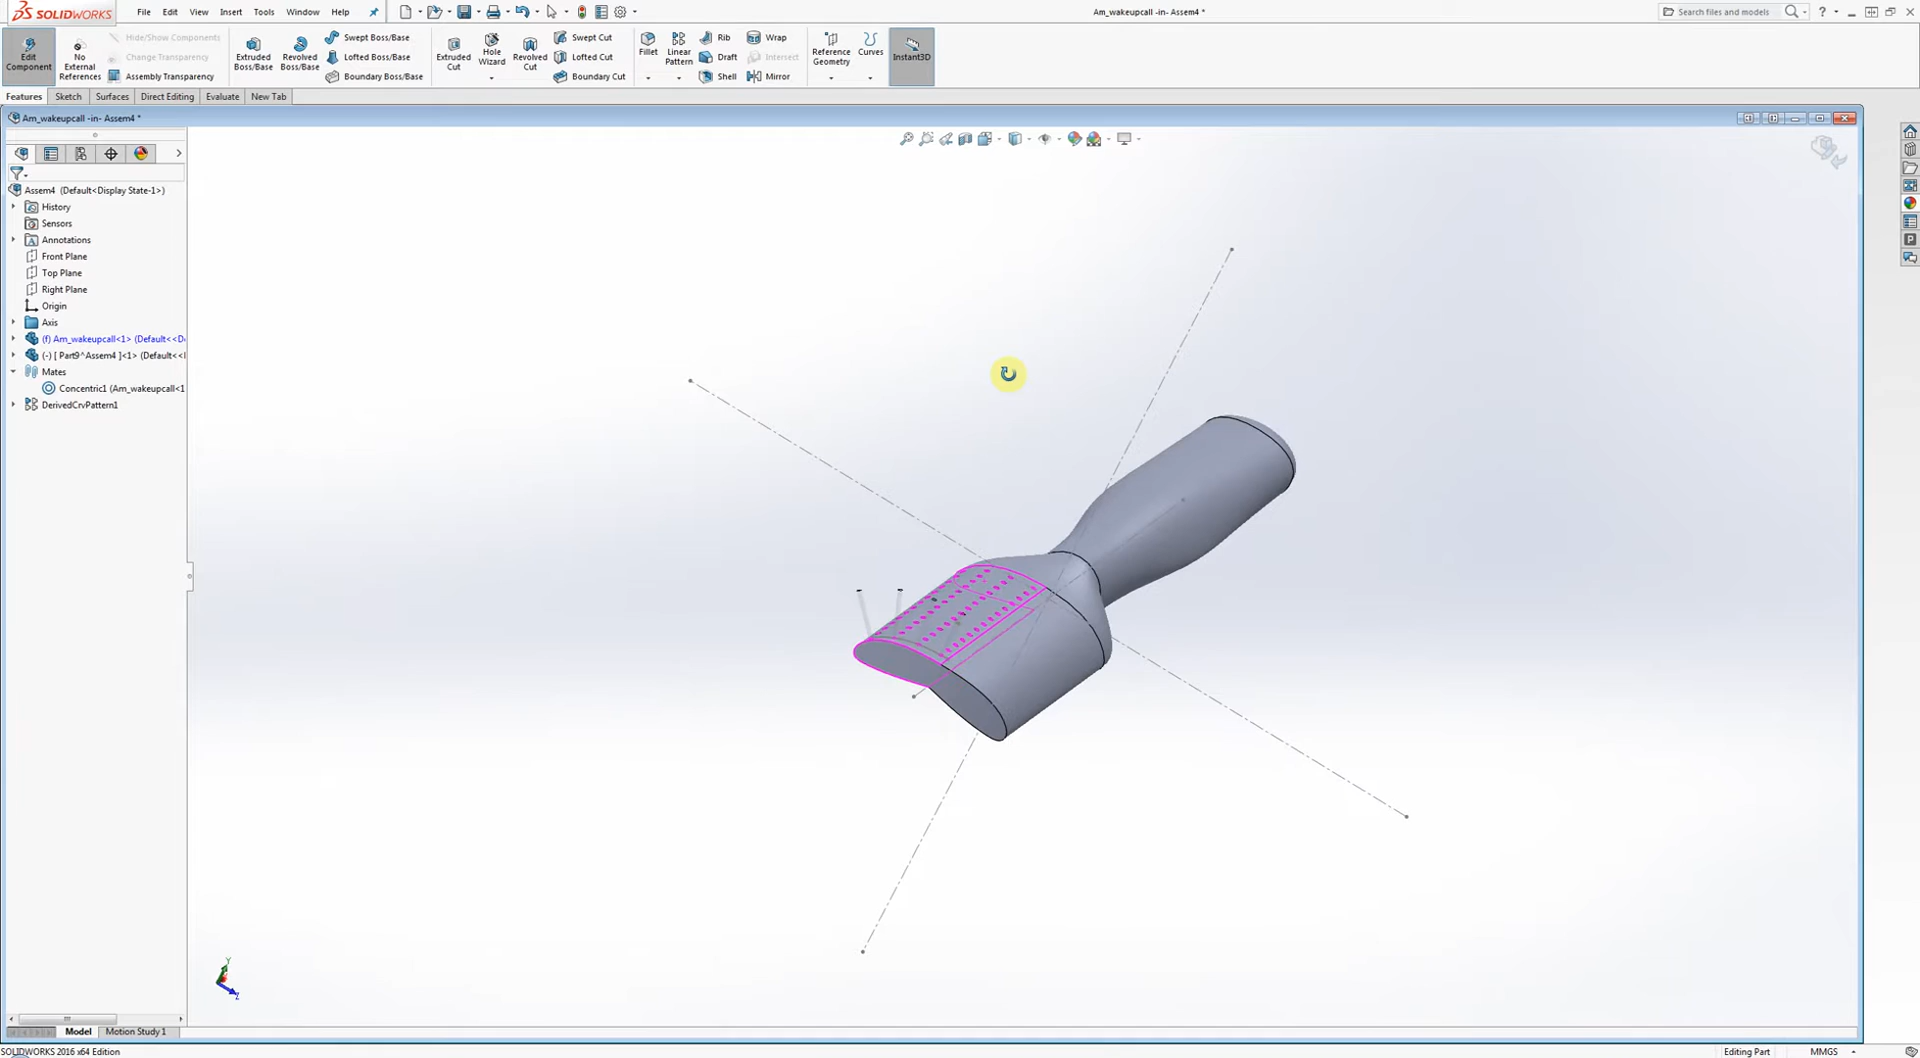 SOLIDWORKS File Edit View Insert Tools Window Help Am_wakeupcall -in- Assem4 * Search files and models ?
Edit Component
No External References
Hide/Show Components
Change Transparency
Assembly Transparency
Extruded Boss/Base
Revolved Boss/Base
Swept Boss/Base
Lofted Boss/Base
Boundary Boss/Base
Extruded Cut
Hole Wizard
Revolved Cut
Swept Cut
Lofted Cut
Boundary Cut
Fillet
Linear Pattern
Rib
Draft
Shell
Wrap
Intersect
Mirror
Reference Geometry
Curves
Instant3D
Features Sketch Surfaces Direct Editing Evaluate New Tab
Am_wakeupcall -in- Assem4 *
Assem4 (Default<Display State-1>)
History
Sensors
Annotations
Front Plane
Top Plane
Right Plane
Origin
Axis
(f) Am_wakeupcall<1> (Default<<D
(-) [ Part9^Assem4 ]<1> (Default<<
Mates
Concentric1 (Am_wakeupcall<1
DerivedCrvPattern1
Y
Z
Model Motion Study 1
SOLIDWORKS 2016 x64 Edition Editing Part MMGS